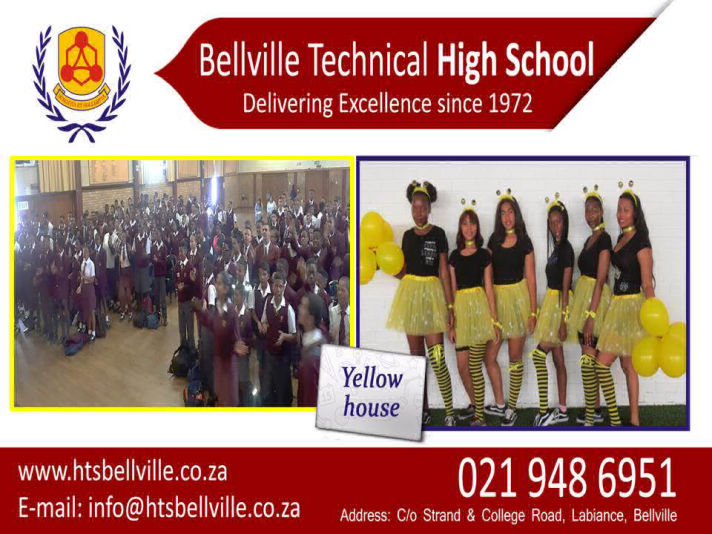 Bellville Technical High School
Delivering Excellence since 1972
Yellow
house
www.htsbellville.co.za
021 948 6951
E-mail: info@htsbellville.co.za
Address: C/o Strand & College Road, Labiance, Bellville